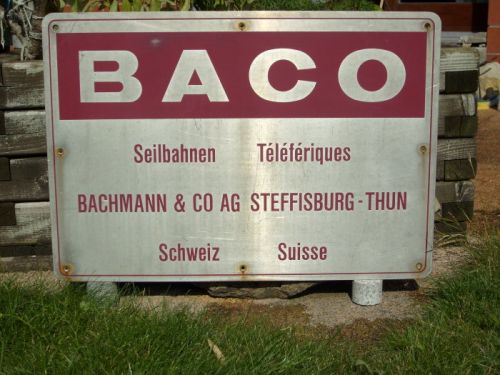 BACO
Seilbahnen Téléfériques
BACHMANN & CO AG STEFFISBURG-THUN
Schweiz Suisse